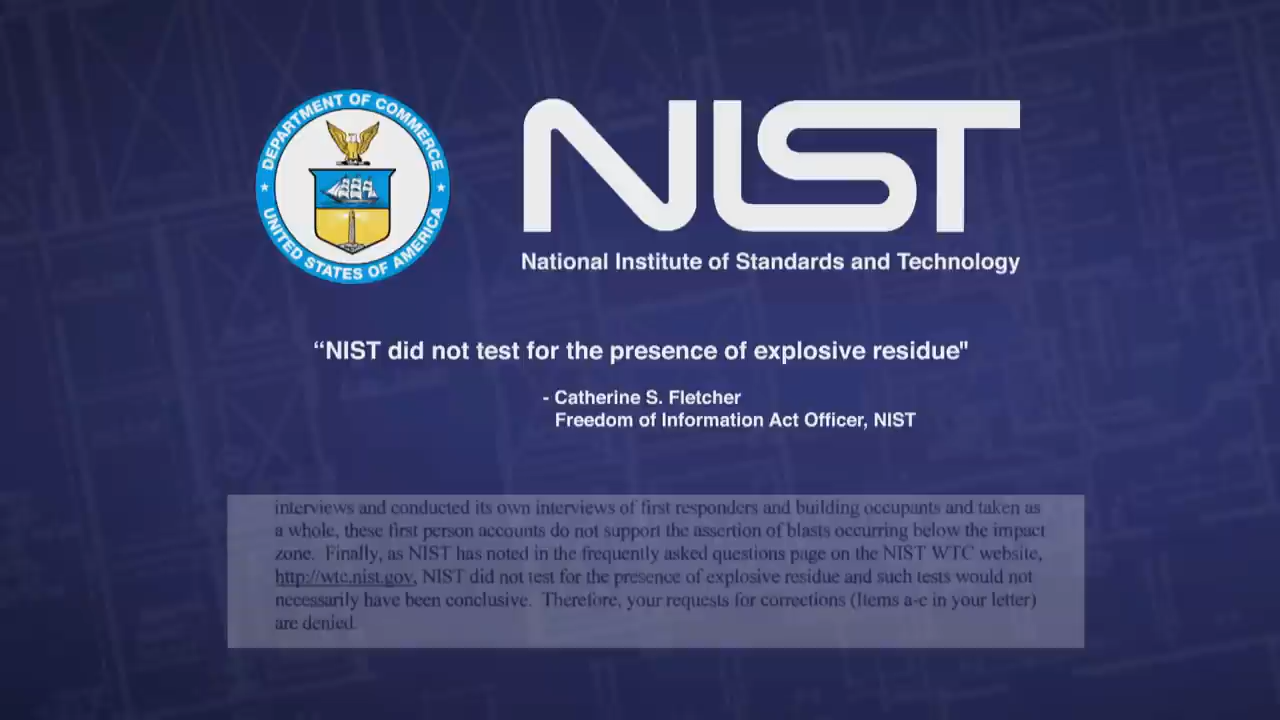 DEPARTMENT OF COMMERCE
UNITED STATES OF AMERICA
NIST
National Institute of Standards and Technology
“NIST did not test for the presence of explosive residue"
- Catherine S. Fletcher
Freedom of Information Act Officer, NIST
interviews and conducted its own interviews of first responders and building occupants and taken as
a whole, these first person accounts do not support the assertion of blasts occurring below the impact
zone. Finally, as NIST has noted in the frequently asked questions page on the NIST WTC website,
http://wtc.nist.gov, NIST did not test for the presence of explosive residue and such tests would not
necessarily have been conclusive. Therefore, your requests for corrections (Items a-c in your letter)
are denied.